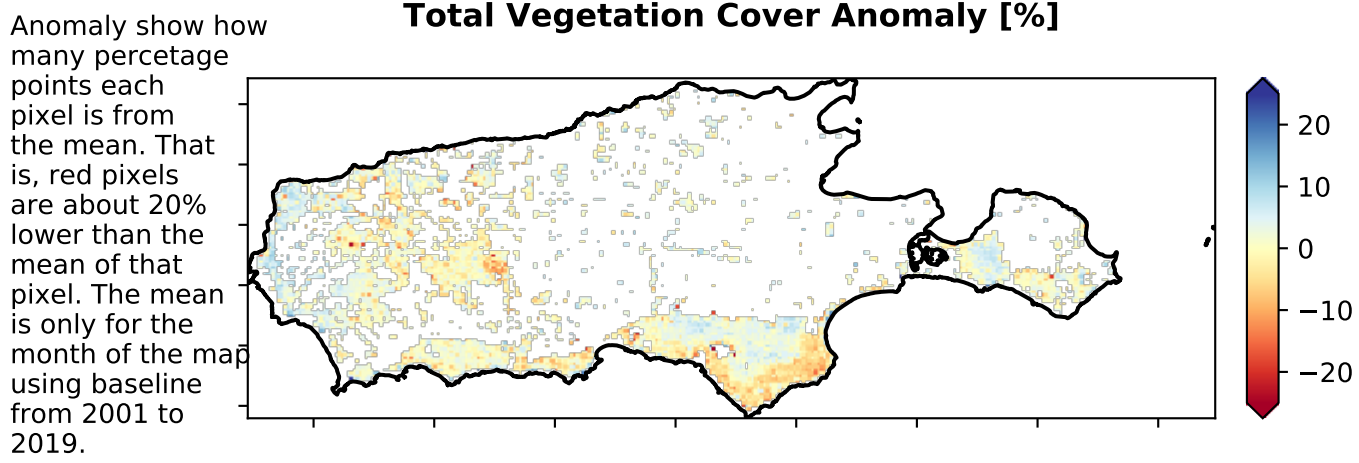 Total Vegetation Cover Anomaly [%]
Anomaly show how
many percetage
points each
pixel is from
the mean. That
is, red pixels
are about 20%
lower than the
mean of that
pixel. The mean
is only for the
month of the map
using baseline
from 2001 to
2019.
20
10
0
−10
−20